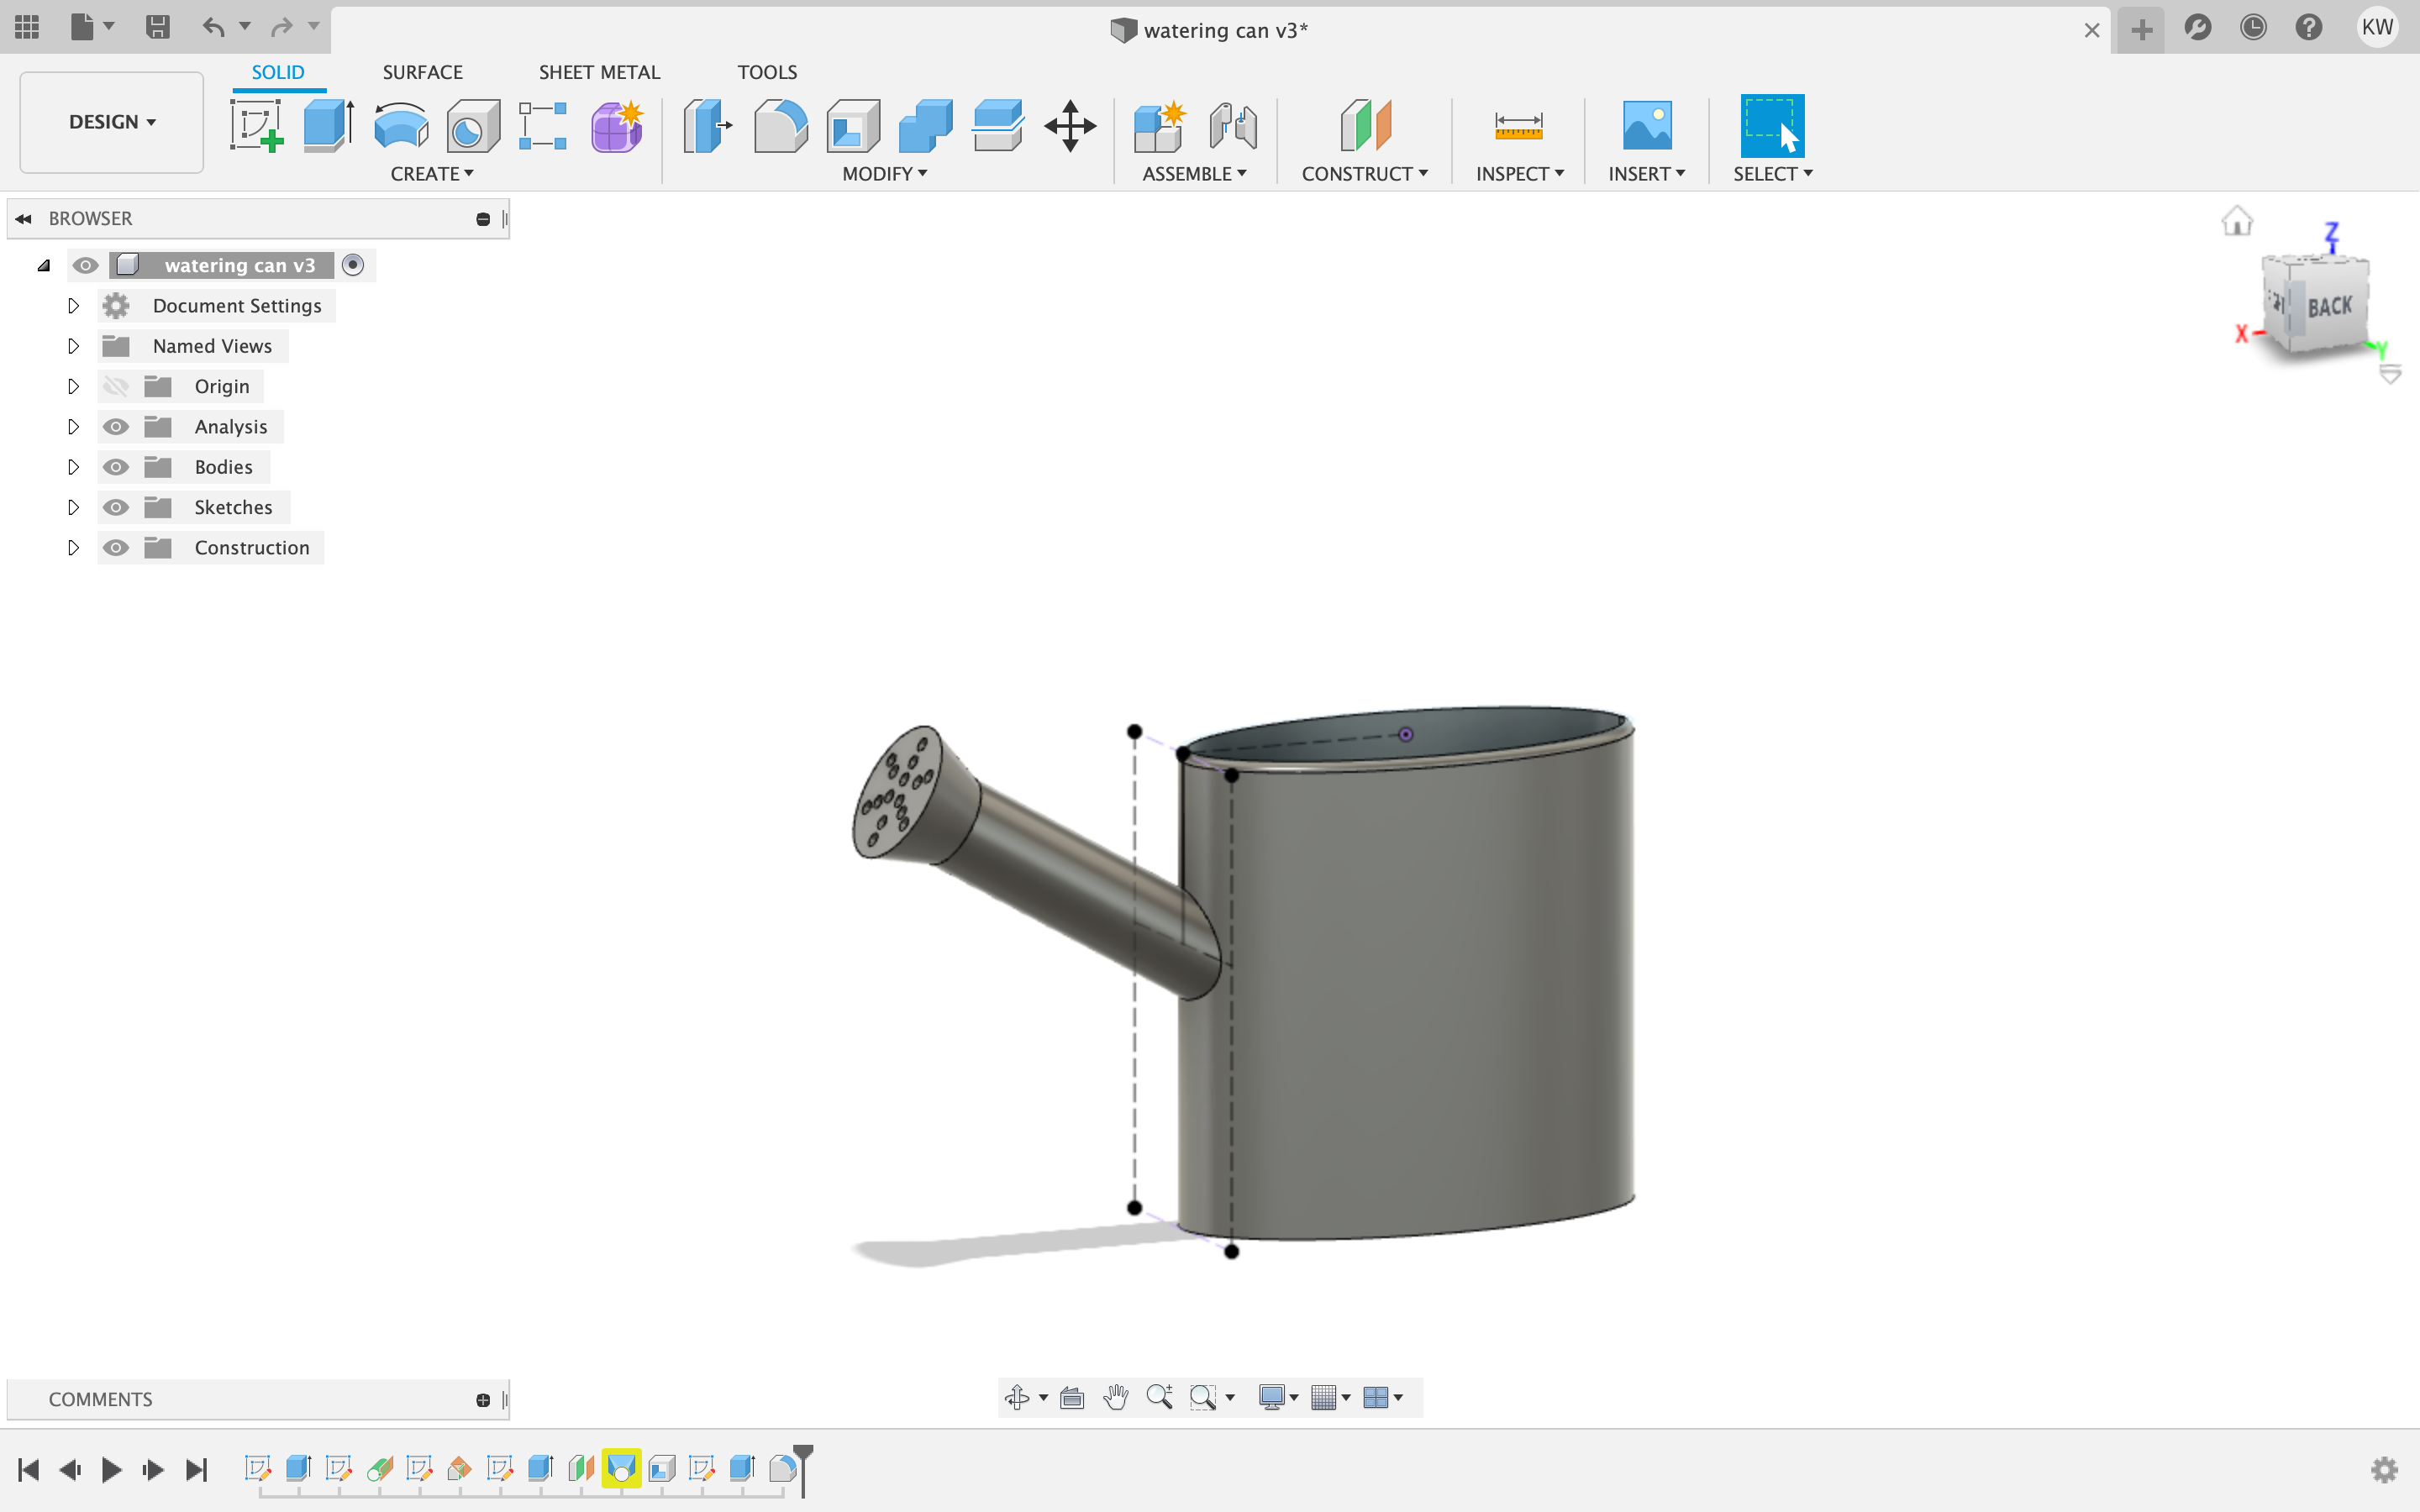 watering can v3*
KW
SOLID SURFACE SHEET METAL TOOLS
DESIGN
CREATE MODIFY ASSEMBLE CONSTRUCT INSPECT INSERT SELECT
BROWSER
watering can v3
Document Settings
Named Views
Origin
Analysis
Bodies
Sketches
Construction
Z
BACK
X
Y
COMMENTS